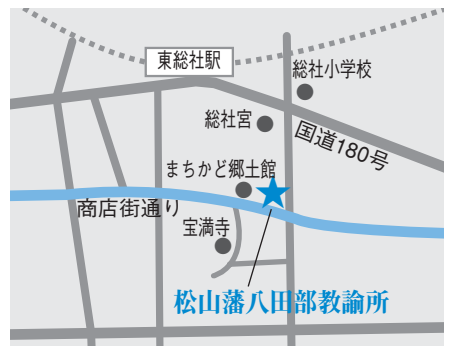 東総社駅
総社小学校
総社宮
国道180号
まちかど郷土館
商店街通り
宝満寺
松山藩八田部教諭所